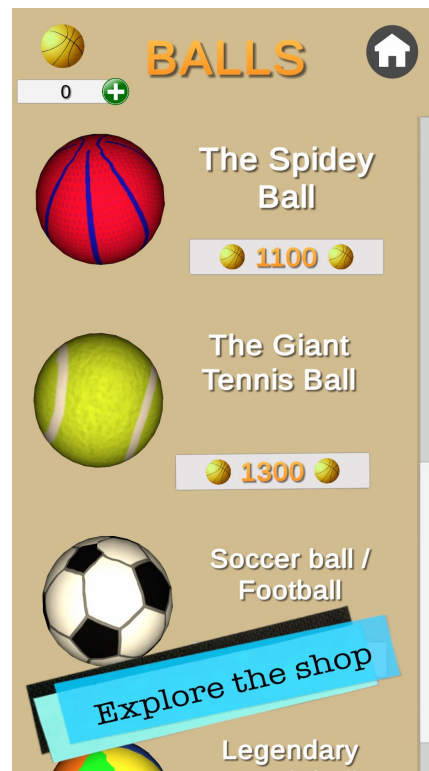 BALLS
0
The Spidey
Ball
1100
The Giant
Tennis Ball
1300
Soccer ball /
Football
Explore the shop
Legendary